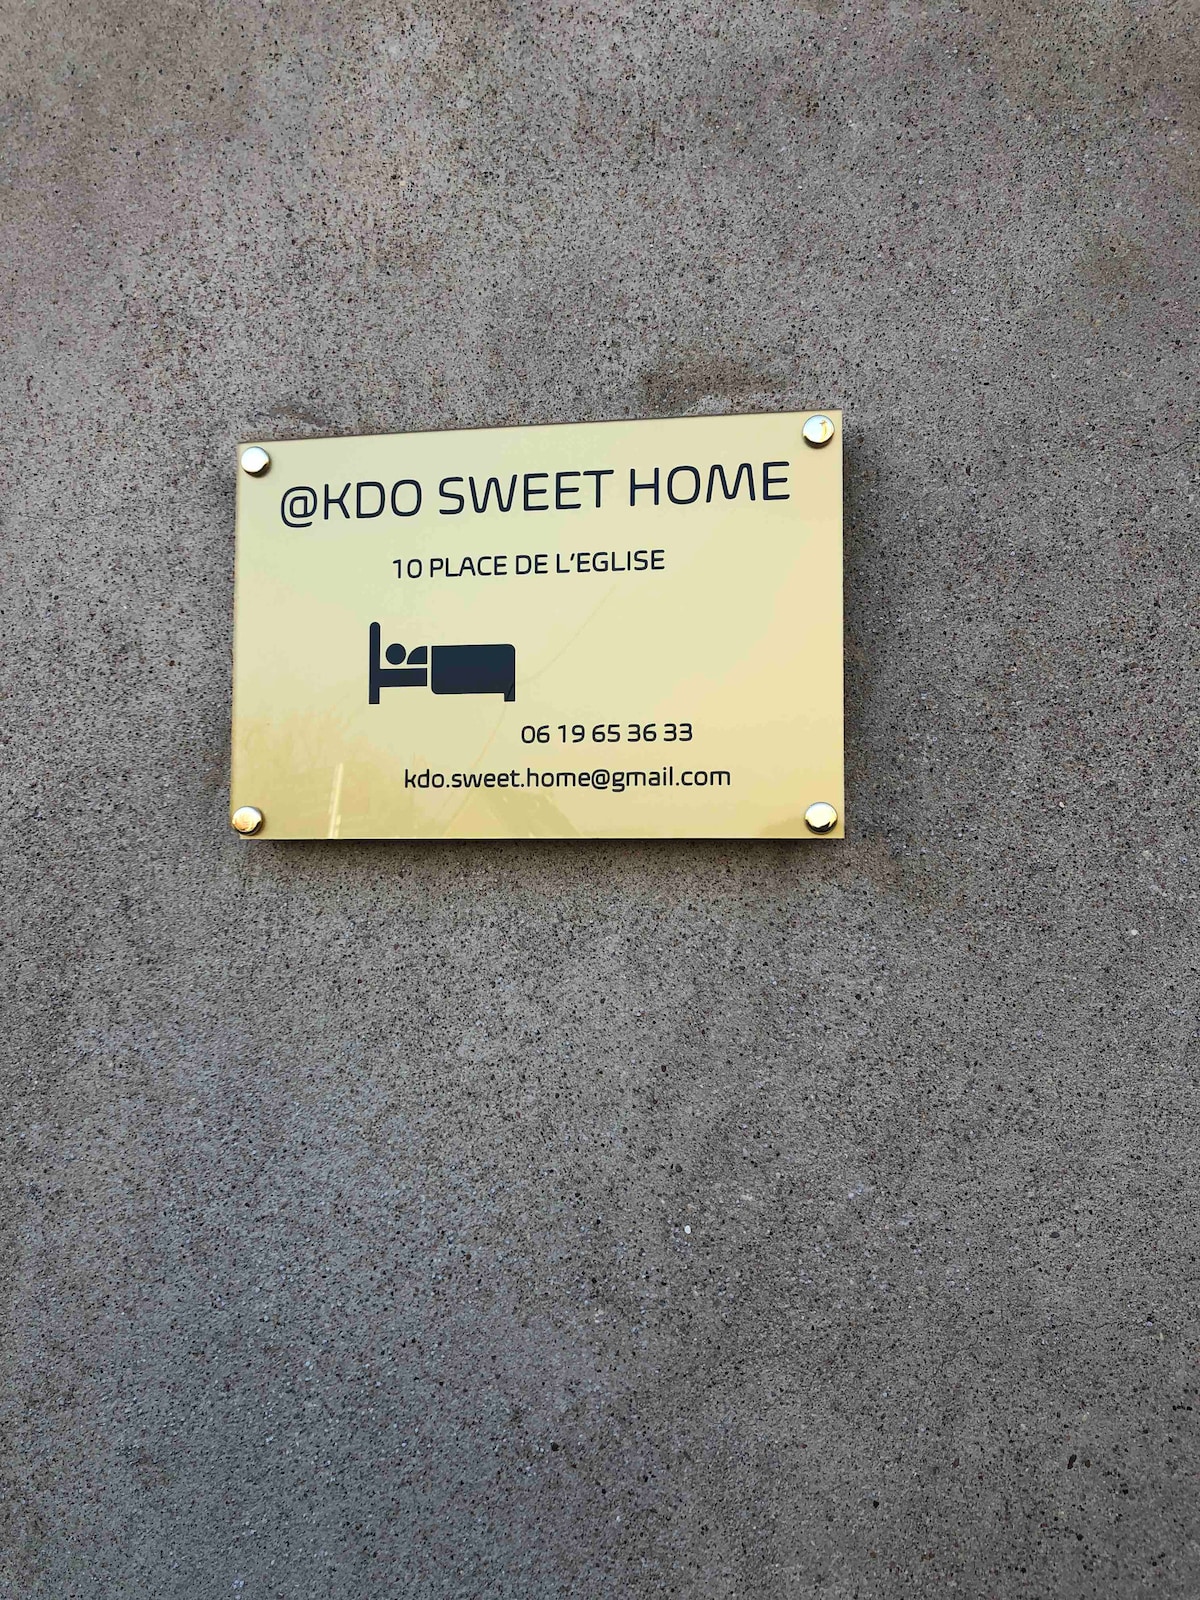 @KDO SWEET HOME
10 PLACE DE L'EGLISE
06 19 65 36 33
kdo.sweet.home@gmail.com